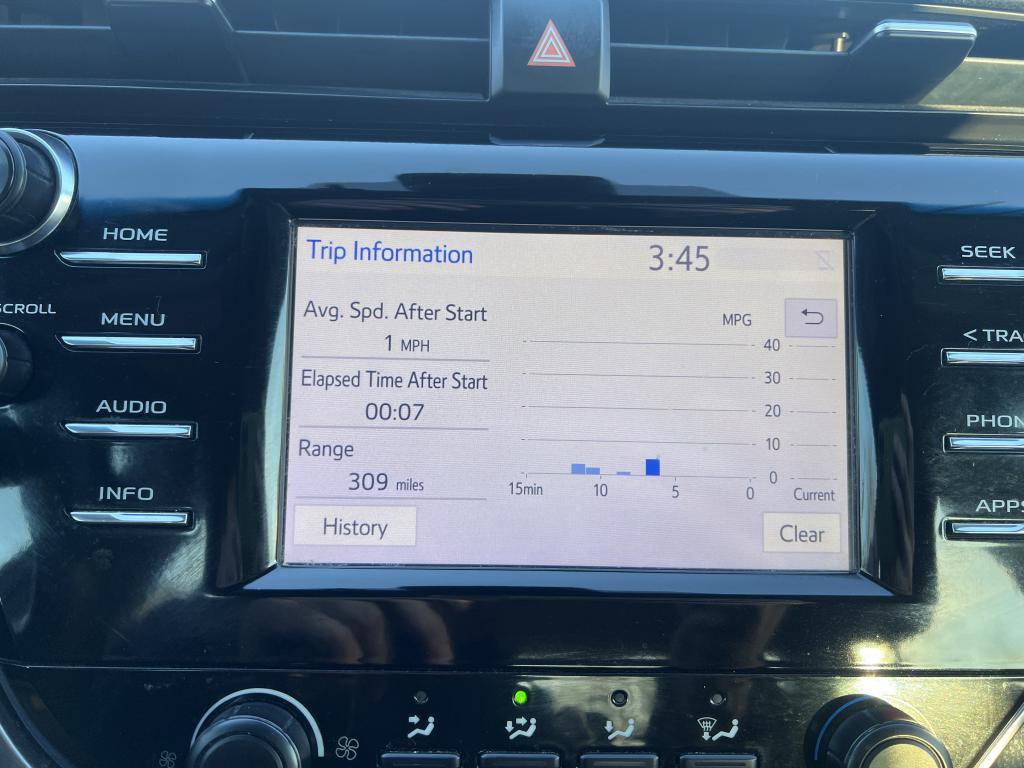 HOME
MENU
AUDIO
INFO
SCROLL
Trip Information
3:45
Avg. Spd. After Start
1 MPH
Elapsed Time After Start
00:07
Range
309 miles
History
MPG
40
30
20
10
0
15min 10 5 0 Current
Clear
SEEK
< TRA
PHON
APPS